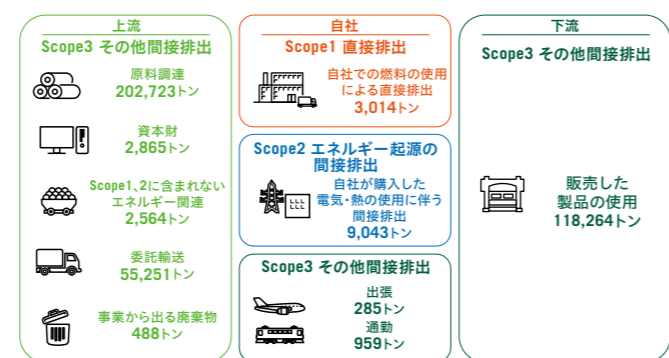 上流
Scope3 その他間接排出
原料調達
202,723トン
資本財
2,865トン
Scope1、2に含まれない
エネルギー関連
2,564トン
委託輸送
55,251トン
事業から出る廃棄物
488トン
自社
Scope1 直接排出
自社での燃料の使用
による直接排出
3,014トン
Scope2 エネルギー起源の
間接排出
自社が購入した
電気・熱の使用に伴う
間接排出
9,043トン
Scope3 その他間接排出
出張
285トン
通勤
959トン
下流
Scope3 その他間接排出
販売した
製品の使用
118,264トン